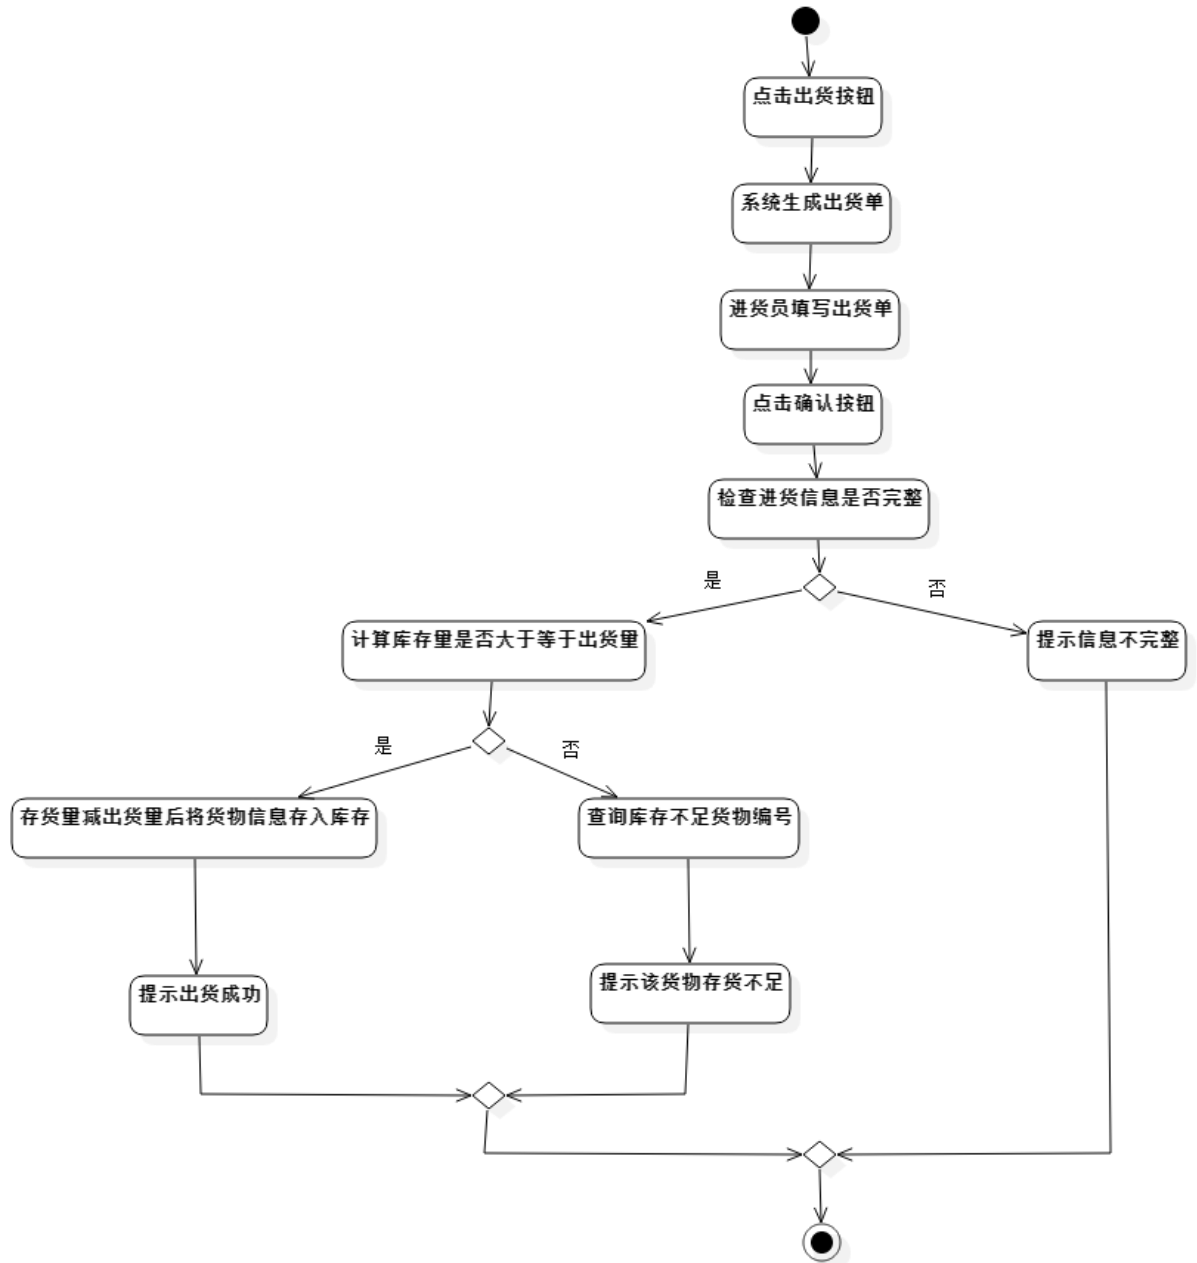 点击出货按钮
系统生成出货单
进货员填写出货单
点击确认按钮
检查进货信息是否完整
是
否
计算库存量是否大于等于出货量
提示信息不完整
是
否
存货量减出货量后将货物信息存入库存
查询库存不足货物编号
提示出货成功
提示该货物存货不足